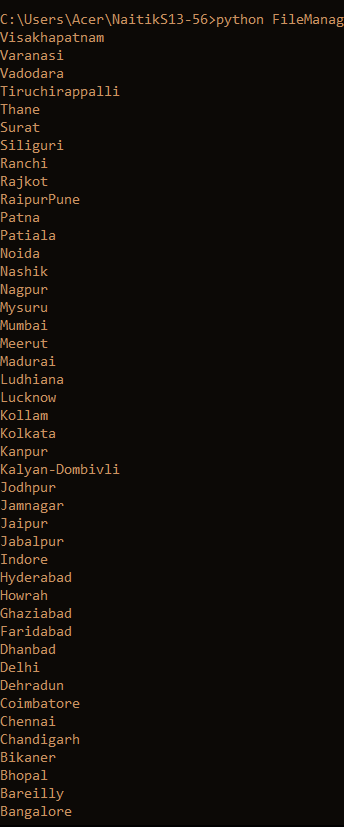 C:\Users\Acer\NaitikS13-56>python FileManag
Visakhapatnam
Varanasi
Vadodara
Tiruchirappalli
Thane
Surat
Siliguri
Ranchi
Rajkot
RaipurPune
Patna
Patiala
Noida
Nashik
Nagpur
Mysuru
Mumbai
Meerut
Madurai
Ludhiana
Lucknow
Kollam
Kolkata
Kanpur
Kalyan-Dombivli
Jodhpur
Jamnagar
Jaipur
Jabalpur
Indore
Hyderabad
Howrah
Ghaziabad
Faridabad
Dhanbad
Delhi
Dehradun
Coimbatore
Chennai
Chandigarh
Bikaner
Bhopal
Bareilly
Bangalore